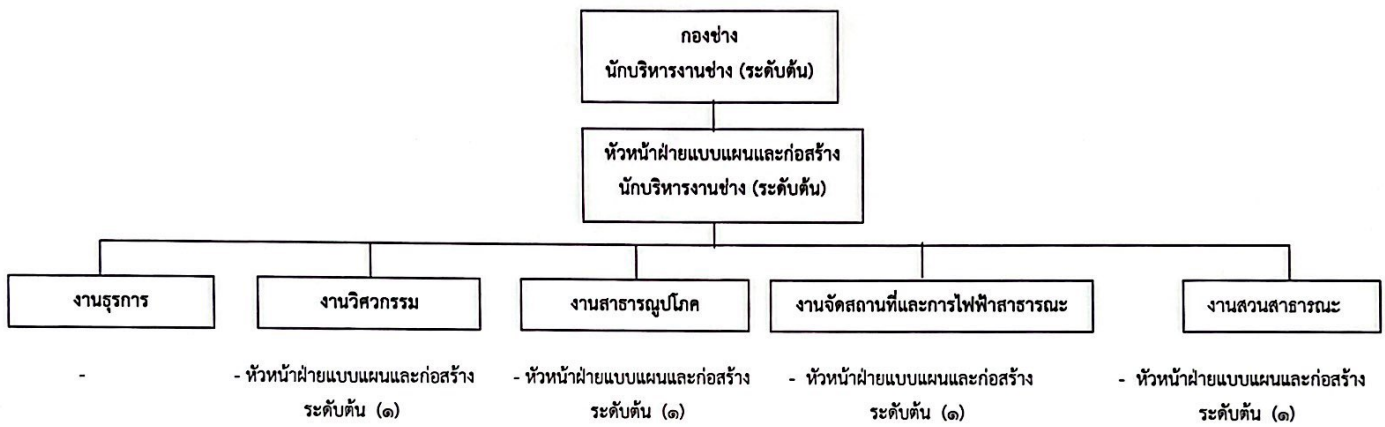 กองช่าง
นักบริหารงานช่าง (ระดับต้น)
หัวหน้าฝ่ายแบบแผนและก่อสร้าง
นักบริหารงานช่าง (ระดับต้น)
งานธุรการ
งานวิศวกรรม
งานสาธารณูปโภค
งานจัดสถานที่และการไฟฟ้าสาธารณะ
งานสวนสาธารณะ
-
- หัวหน้าฝ่ายแบบแผนและก่อสร้าง
ระดับต้น (๑)
- หัวหน้าฝ่ายแบบแผนและก่อสร้าง
ระดับต้น (๑)
- หัวหน้าฝ่ายแบบแผนและก่อสร้าง
ระดับต้น (๑)
- หัวหน้าฝ่ายแบบแผนและก่อสร้าง
ระดับต้น (๑)